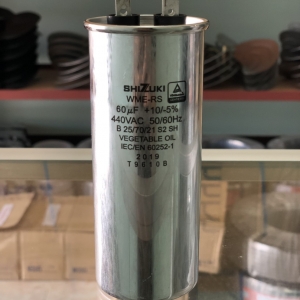 SHIZUKI
WME-RS
60µF +10/-5%
440VAC 50/60Hz
B 25/70/21 S2 SH
VEGETABLE OIL
IEC/EN 60252-1
2019
T9610B